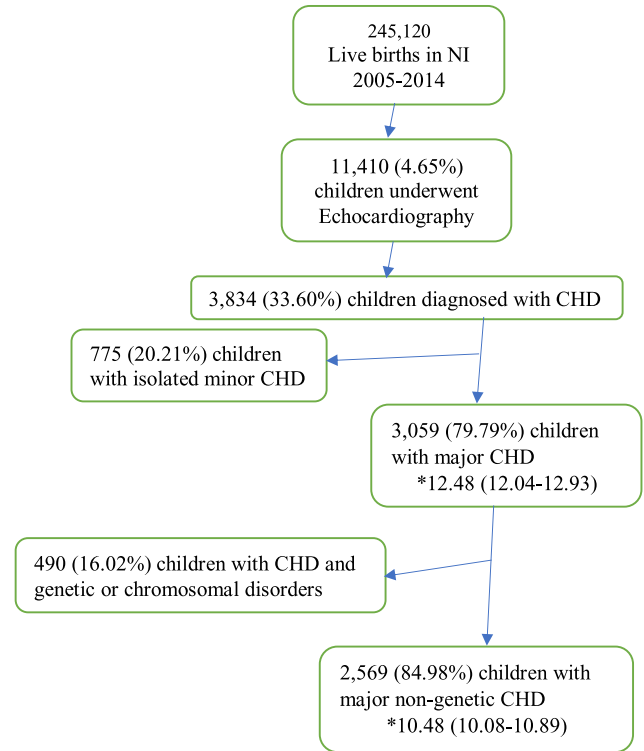 245,120
Live births in NI
2005-2014
11,410 (4.65%)
children underwent
Echocardiography
3,834 (33.60%) children diagnosed with CHD
775 (20.21%) children
with isolated minor CHD
3,059 (79.79%) children
with major CHD
*12.48 (12.04-12.93)
490 (16.02%) children with CHD and
genetic or chromosomal disorders
2,569 (84.98%) children with
major non-genetic CHD
*10.48 (10.08-10.89)